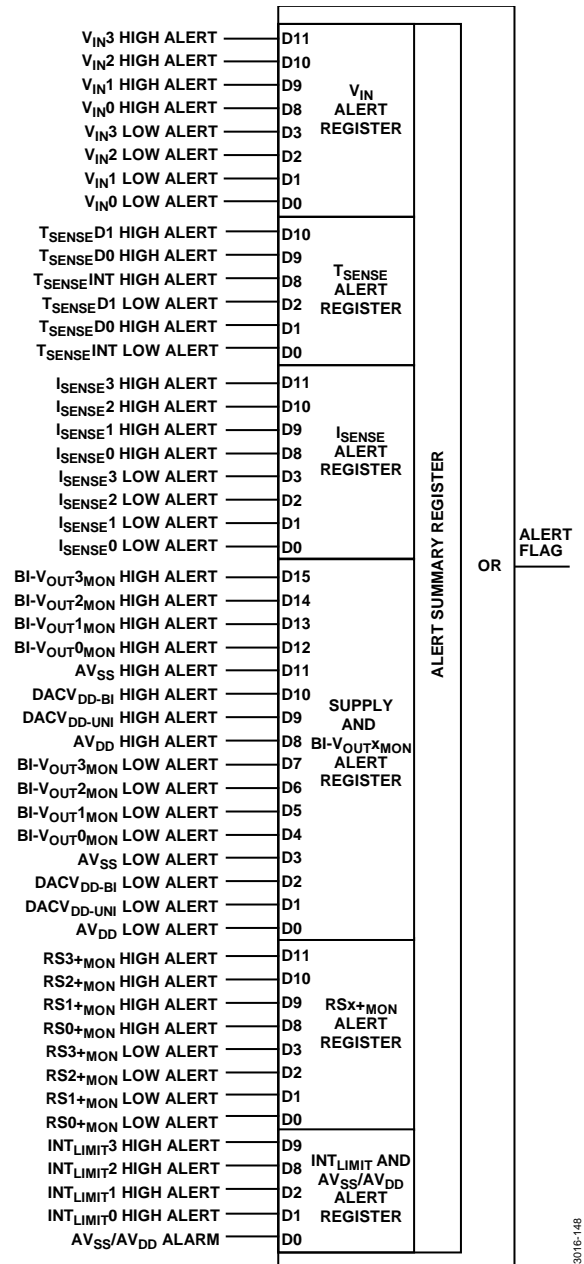 VIN3 HIGH ALERT D11
VIN2 HIGH ALERT D10
VIN1 HIGH ALERT D9
VIN0 HIGH ALERT D8
VIN3 LOW ALERT D3
VIN2 LOW ALERT D2
VIN1 LOW ALERT D1
VIN0 LOW ALERT D0
VIN
ALERT
REGISTER
TSENSED1 HIGH ALERT D10
TSENSED0 HIGH ALERT D9
TSENSEINT HIGH ALERT D8
TSENSED1 LOW ALERT D2
TSENSED0 HIGH ALERT D1
TSENSEINT LOW ALERT D0
TSENSE
ALERT
REGISTER
ISENSE3 HIGH ALERT D11
ISENSE2 HIGH ALERT D10
ISENSE1 HIGH ALERT D9
ISENSE0 HIGH ALERT D8
ISENSE3 LOW ALERT D3
ISENSE2 LOW ALERT D2
ISENSE1 LOW ALERT D1
ISENSE0 LOW ALERT D0
ISENSE
ALERT
REGISTER
BI-VOUT3MON HIGH ALERT D15
BI-VOUT2MON HIGH ALERT D14
BI-VOUT1MON HIGH ALERT D13
BI-VOUT0MON HIGH ALERT D12
AVSS HIGH ALERT D11
DACVDD-BI HIGH ALERT D10
DACVDD-UNI HIGH ALERT D9
AVDD HIGH ALERT D8
BI-VOUT3MON LOW ALERT D7
BI-VOUT2MON LOW ALERT D6
BI-VOUT1MON LOW ALERT D5
BI-VOUT0MON LOW ALERT D4
AVSS LOW ALERT D3
DACVDD-BI LOW ALERT D2
DACVDD-UNI LOW ALERT D1
AVDD LOW ALERT D0
SUPPLY
AND
BI-VOUTXMON
ALERT
REGISTER
RS3+MON HIGH ALERT D11
RS2+MON HIGH ALERT D10
RS1+MON HIGH ALERT D9
RS0+MON HIGH ALERT D8
RS3+MON LOW ALERT D3
RS2+MON LOW ALERT D2
RS1+MON LOW ALERT D1
RS0+MON LOW ALERT D0
RSx+MON
ALERT
REGISTER
INTLIMIT3 HIGH ALERT D9
INTLIMIT2 HIGH ALERT D8
INTLIMIT1 HIGH ALERT D2
INTLIMIT0 HIGH ALERT D1
AVSS/AVDD ALARM D0
INTLIMIT AND
AVSS/AVDD
ALERT
REGISTER
ALERT SUMMARY REGISTER
OR
ALERT
FLAG
3016-148